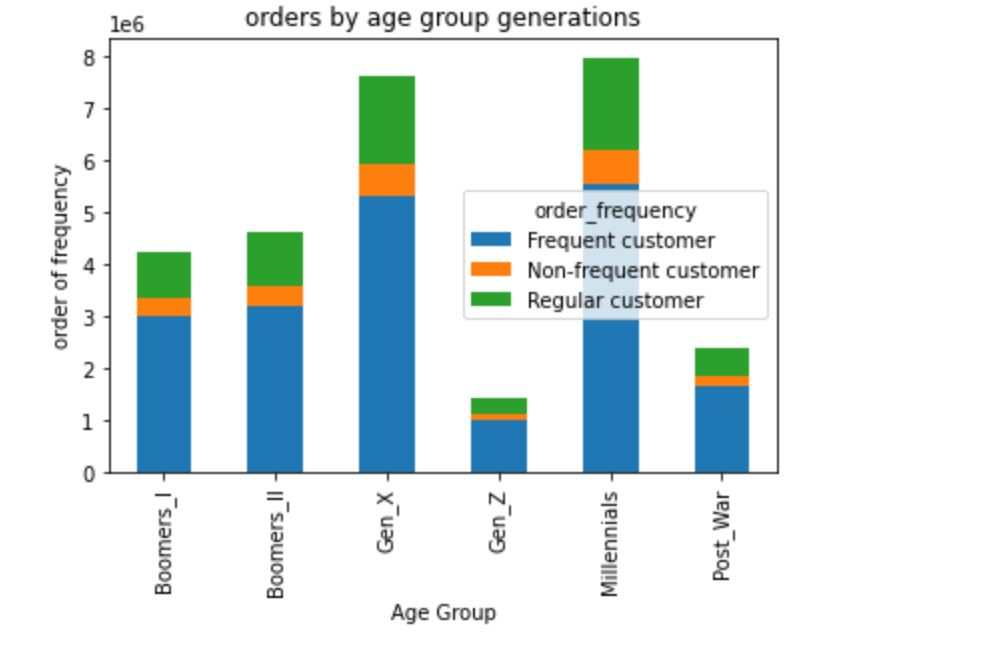 orders by age group generations
1e6
8
7
6
5
4
3
2
1
0
order of frequency
order_frequency
Frequent customer
Non-frequent customer
Regular customer
Boomers_I
Boomers_II
Gen_X
Gen_Z
Millennials
Post_War
Age Group